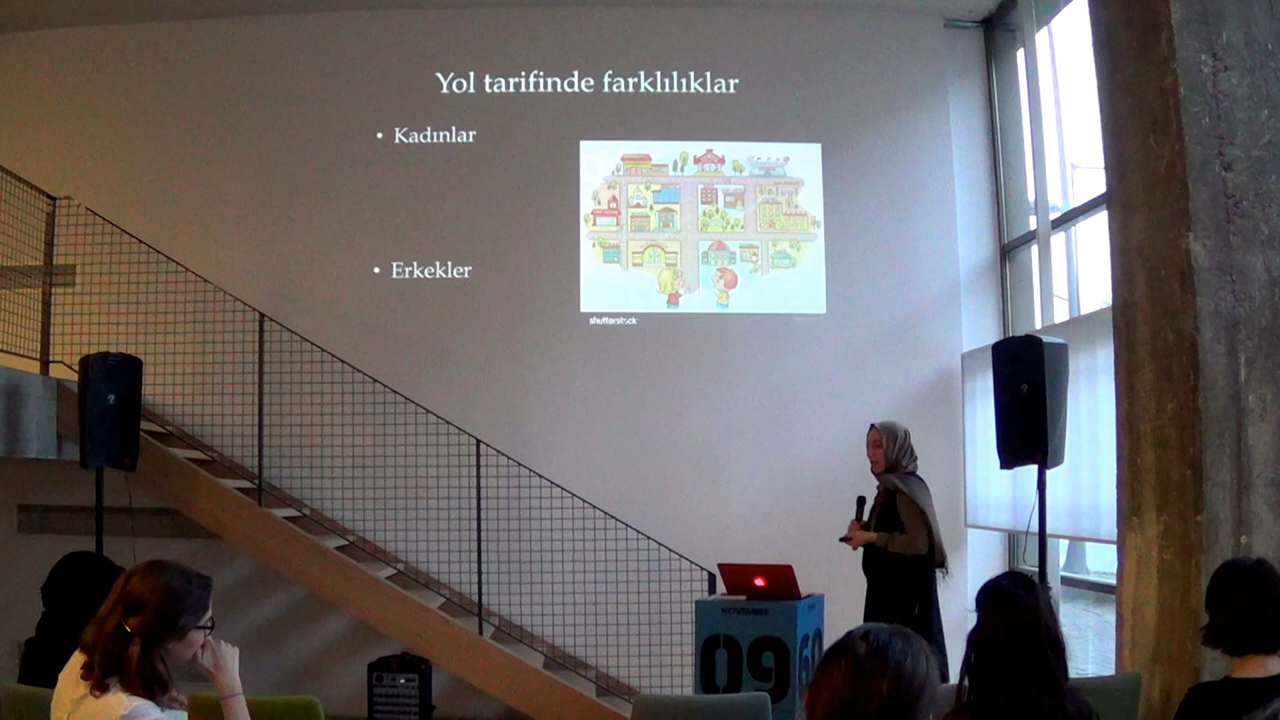 Yol tarifinde farklılıklar
• Kadınlar
• Erkekler
shutterstock
NOVEMBER
09